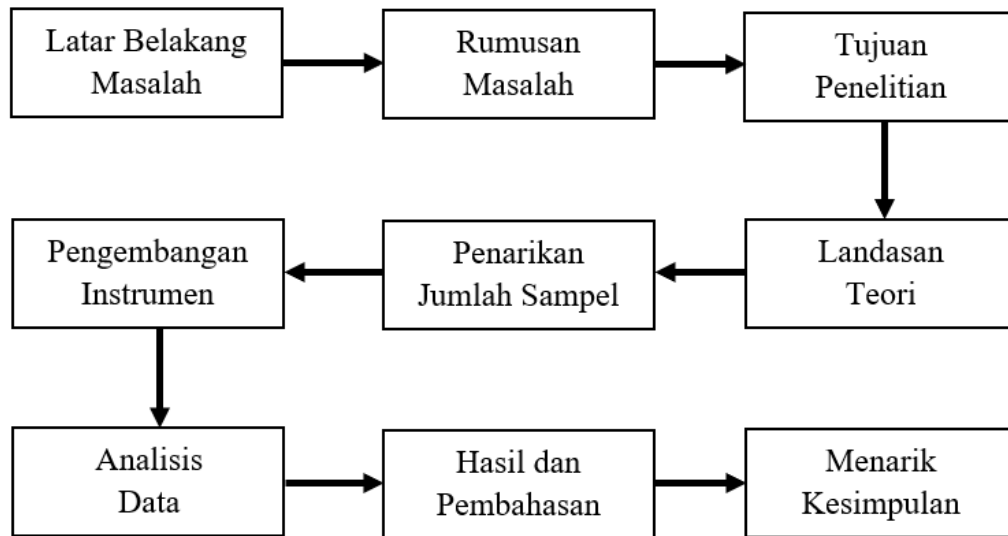 Latar Belakang
Masalah
Rumusan
Masalah
Tujuan
Penelitian
Landasan
Teori
Penarikan
Jumlah Sampel
Pengembangan
Instrumen
Analisis
Data
Hasil dan
Pembahasan
Menarik
Kesimpulan